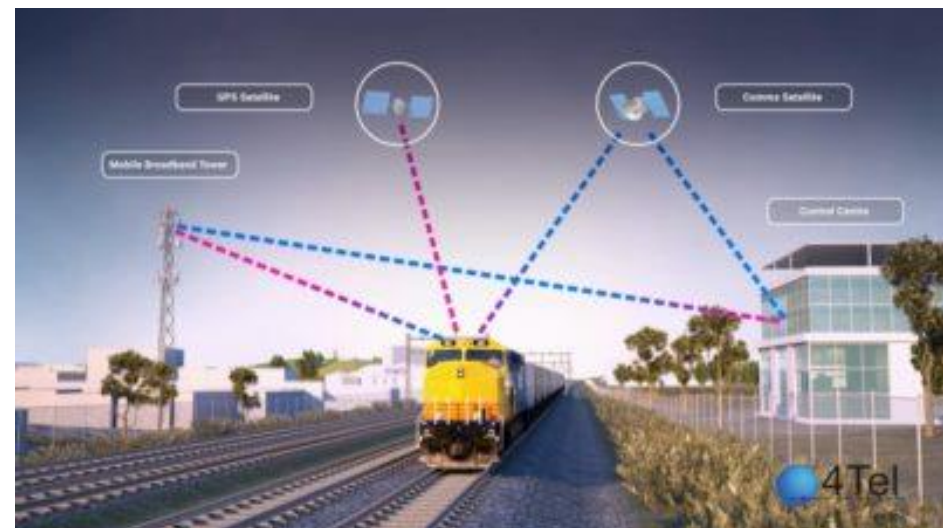 GPS Satellite
Comms Satellite
Mobile Broadband Tower
Control Centre
4Tel